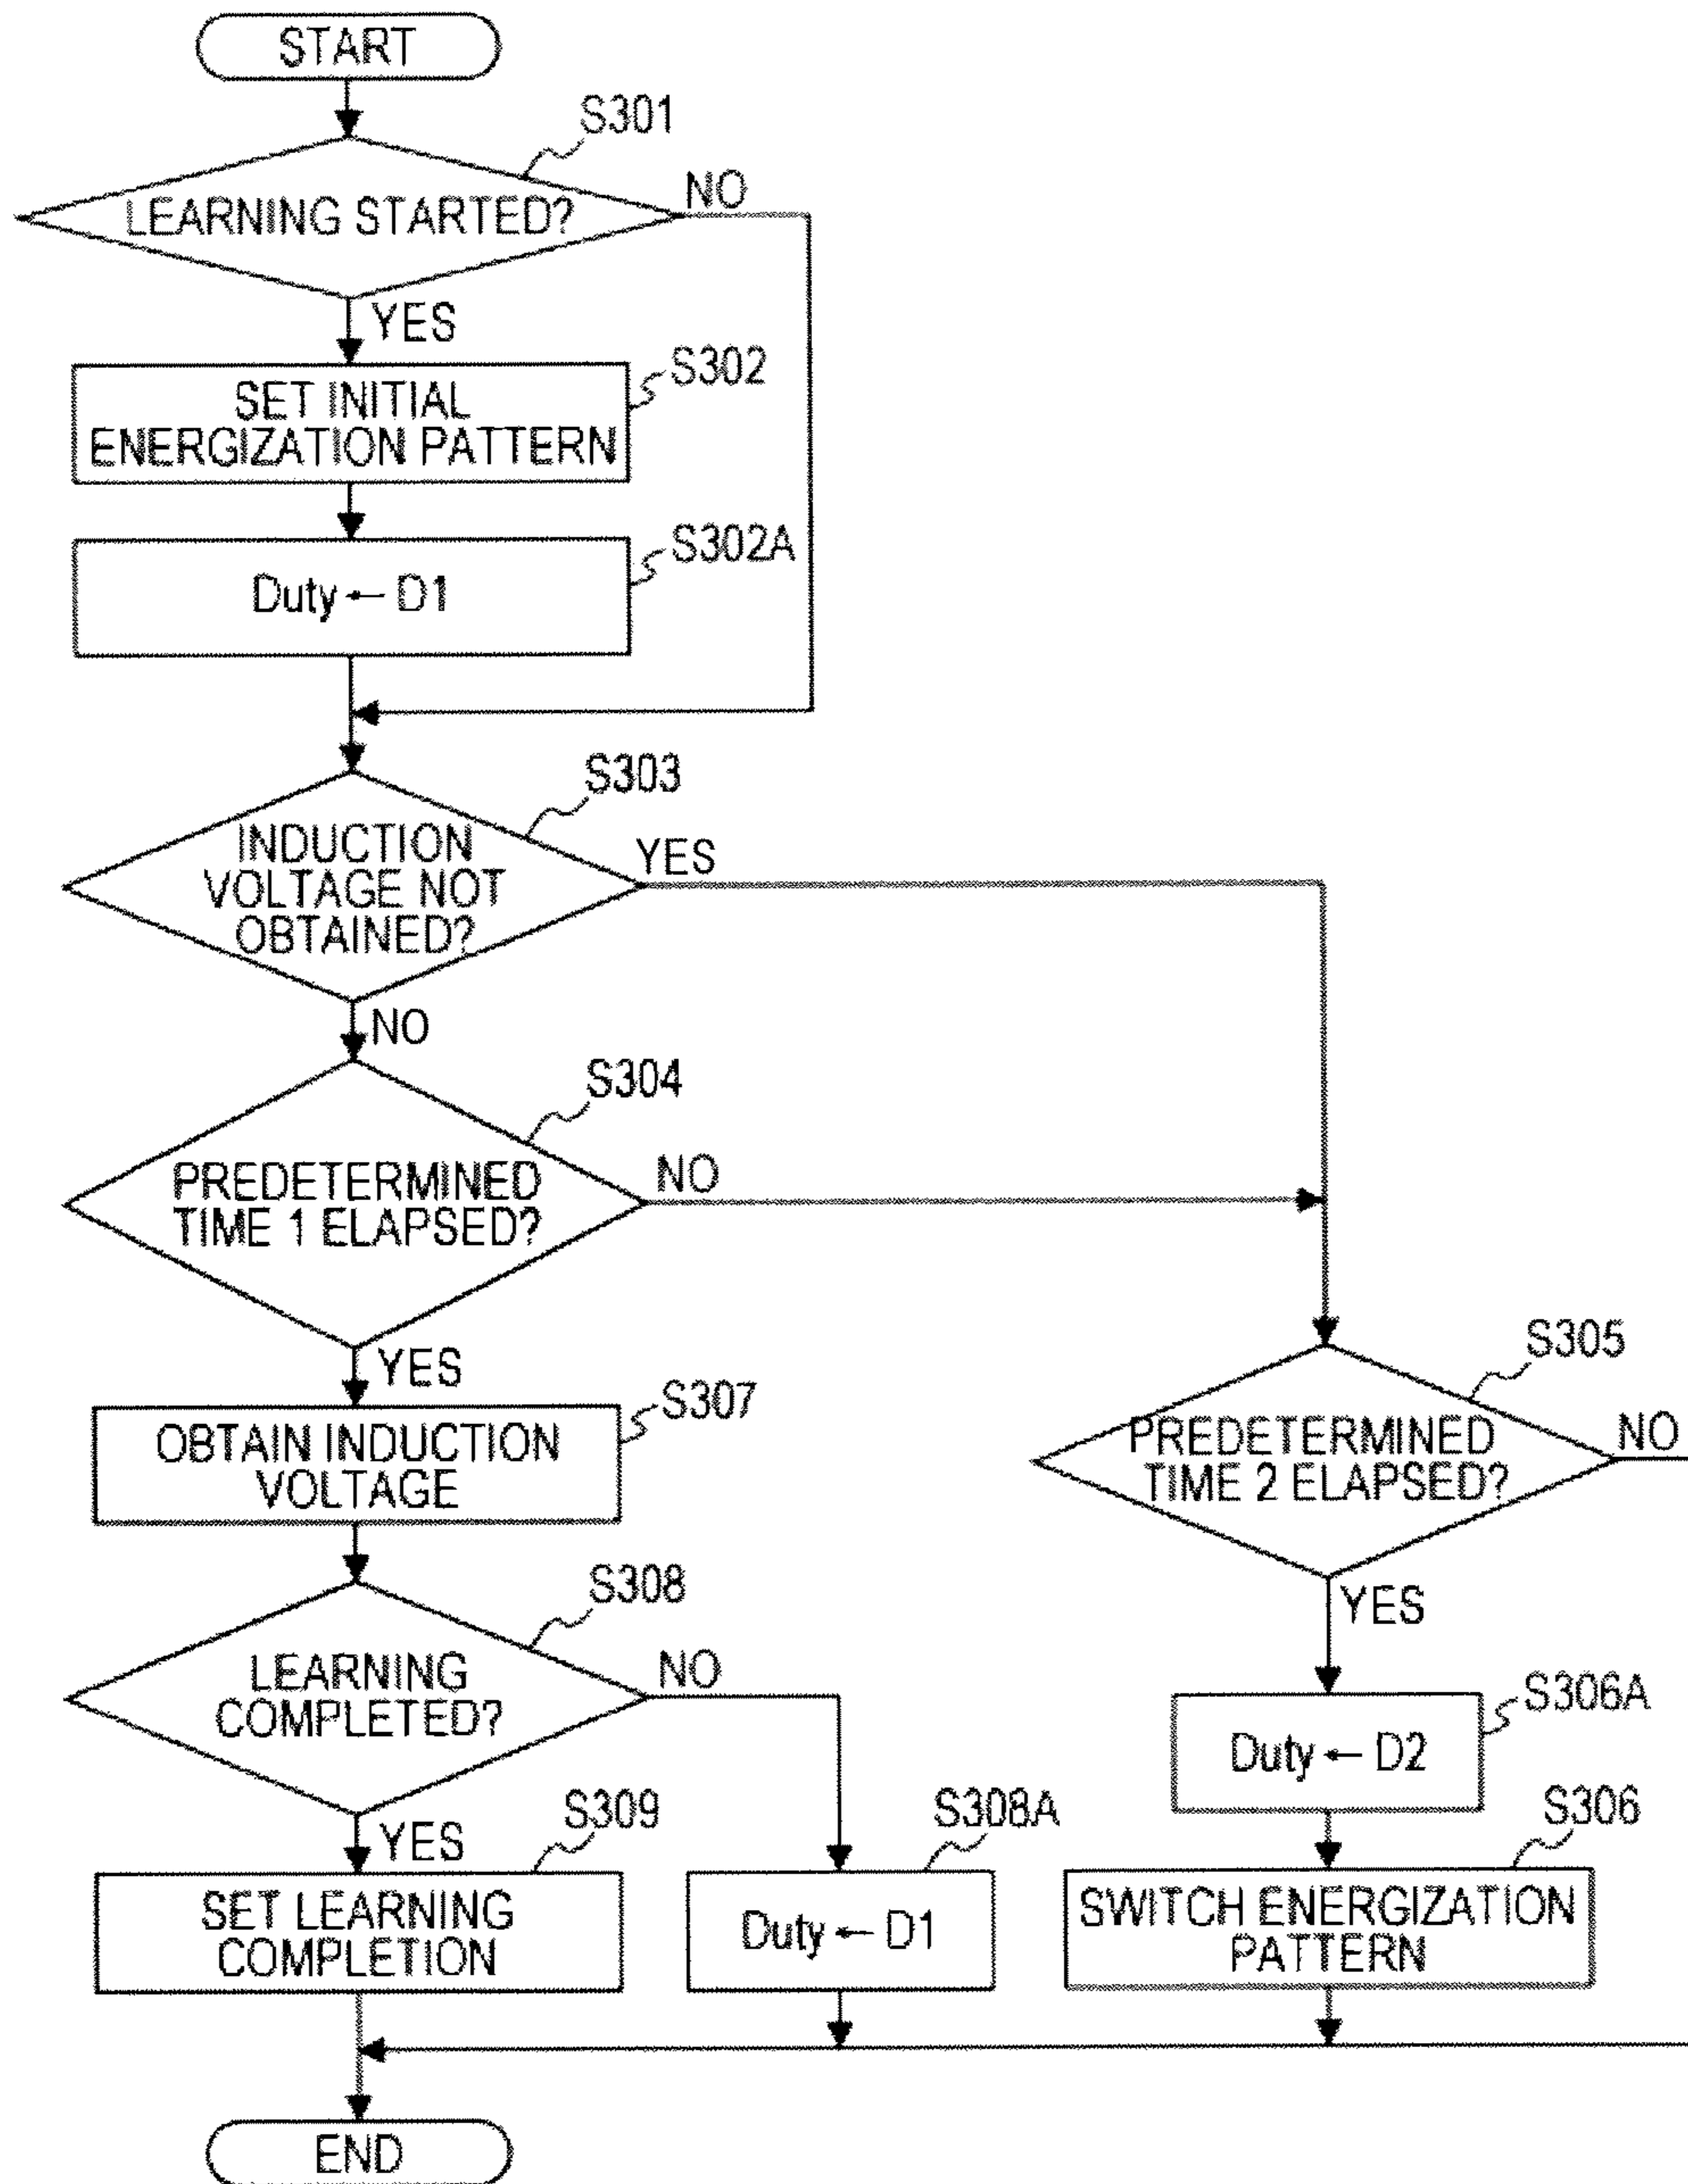 START
S301
LEARNING STARTED?
NO
YES
S302
SET INITIAL
ENERGIZATION PATTERN
S302A
Duty ← D1
S303
INDUCTION
VOLTAGE NOT
OBTAINED?
YES
NO
S304
PREDETERMINED
TIME 1 ELAPSED?
NO
YES
S305
PREDETERMINED
TIME 2 ELAPSED?
NO
YES
S307
OBTAIN INDUCTION
VOLTAGE
S308
LEARNING
COMPLETED?
NO
YES
S306A
Duty ← D2
S309
SET LEARNING
COMPLETION
S308A
Duty ← D1
S306
SWITCH ENERGIZATION
PATTERN
END